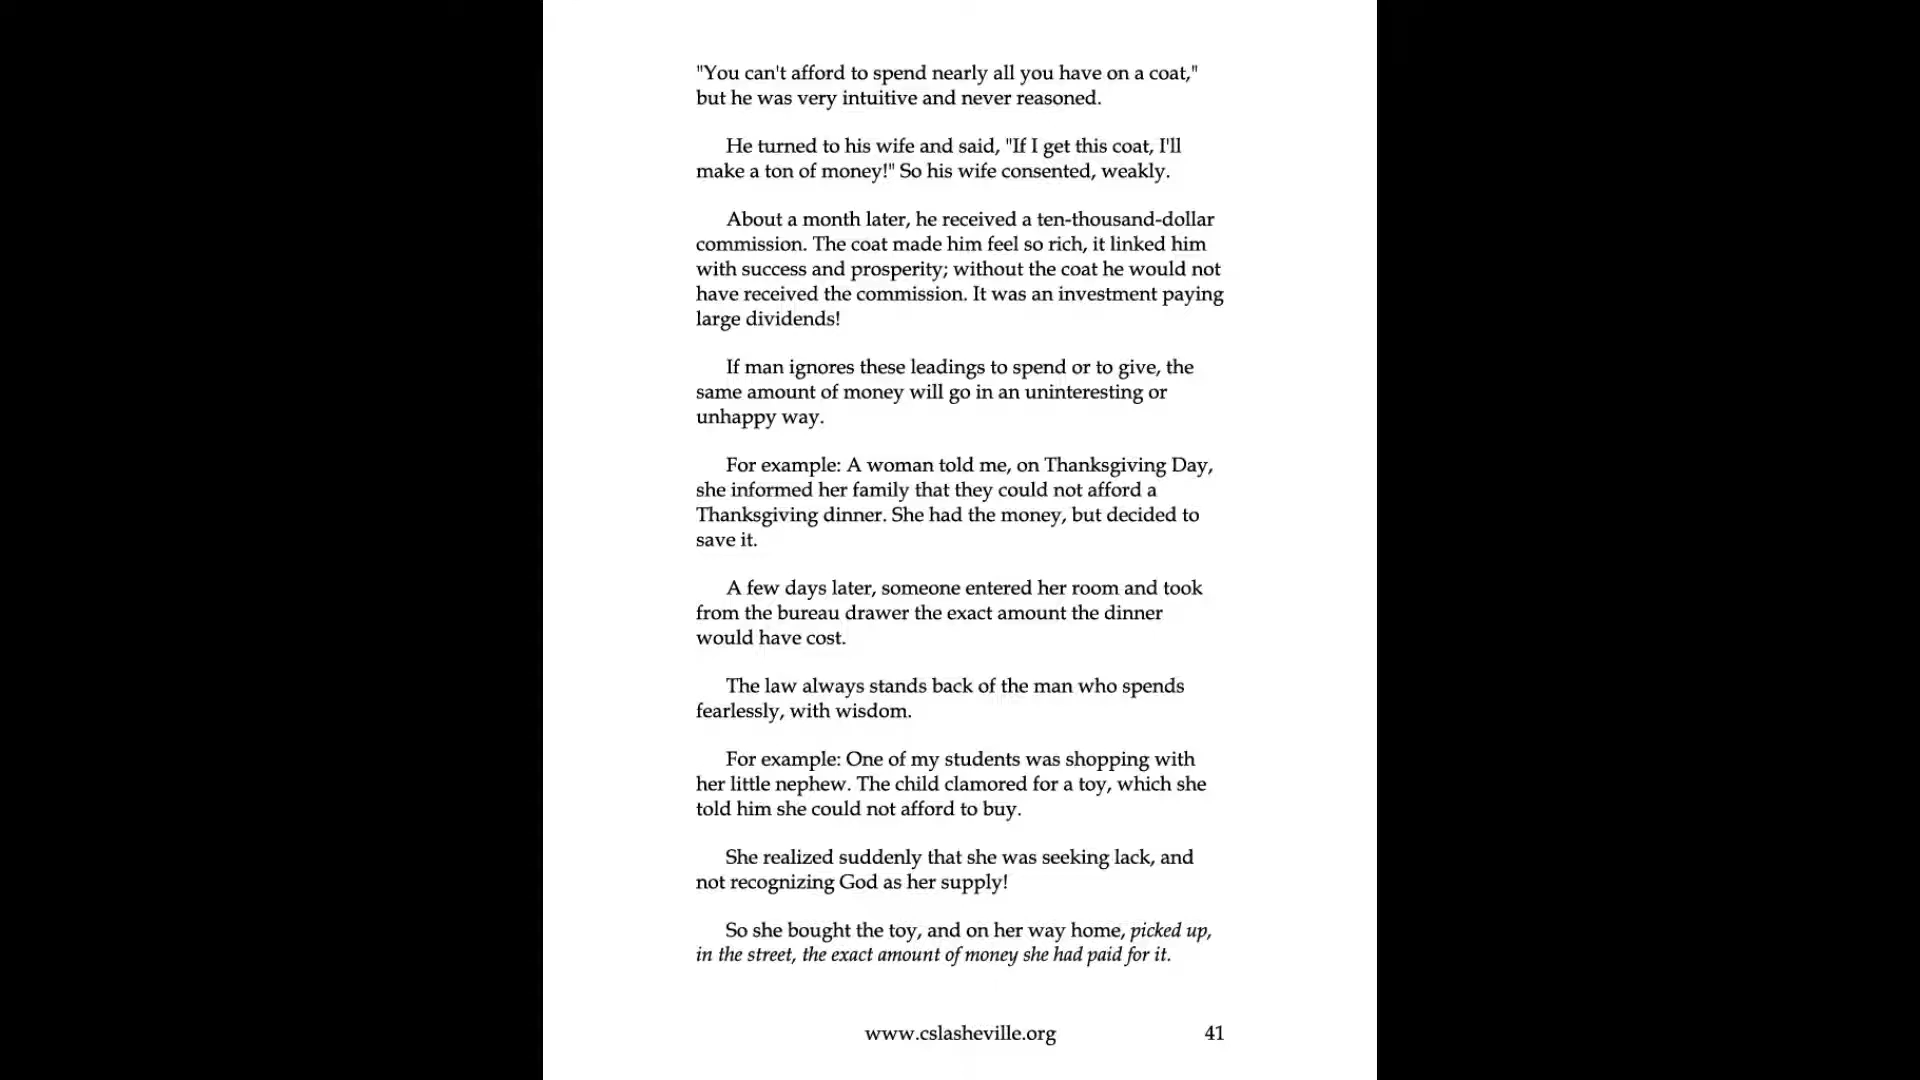 "You can't afford to spend nearly all you have on a coat,"
but he was very intuitive and never reasoned.
He turned to his wife and said, "If I get this coat, I'll
make a ton of money!" So his wife consented, weakly.
About a month later, he received a ten-thousand-dollar
commission. The coat made him feel so rich, it linked him
with success and prosperity; without the coat he would not
have received the commission. It was an investment paying
large dividends!
If man ignores these leadings to spend or to give, the
same amount of money will go in an uninteresting or
unhappy way.
For example: A woman told me, on Thanksgiving Day,
she informed her family that they could not afford a
Thanksgiving dinner. She had the money, but decided to
save it.
A few days later, someone entered her room and took
from the bureau drawer the exact amount the dinner
would have cost.
The law always stands back of the man who spends
fearlessly, with wisdom.
For example: One of my students was shopping with
her little nephew. The child clamored for a toy, which she
told him she could not afford to buy.
She realized suddenly that she was seeking lack, and
not recognizing God as her supply!
So she bought the toy, and on her way home, picked up,
in the street, the exact amount of money she had paid for it.
www.cslasheville.org 41